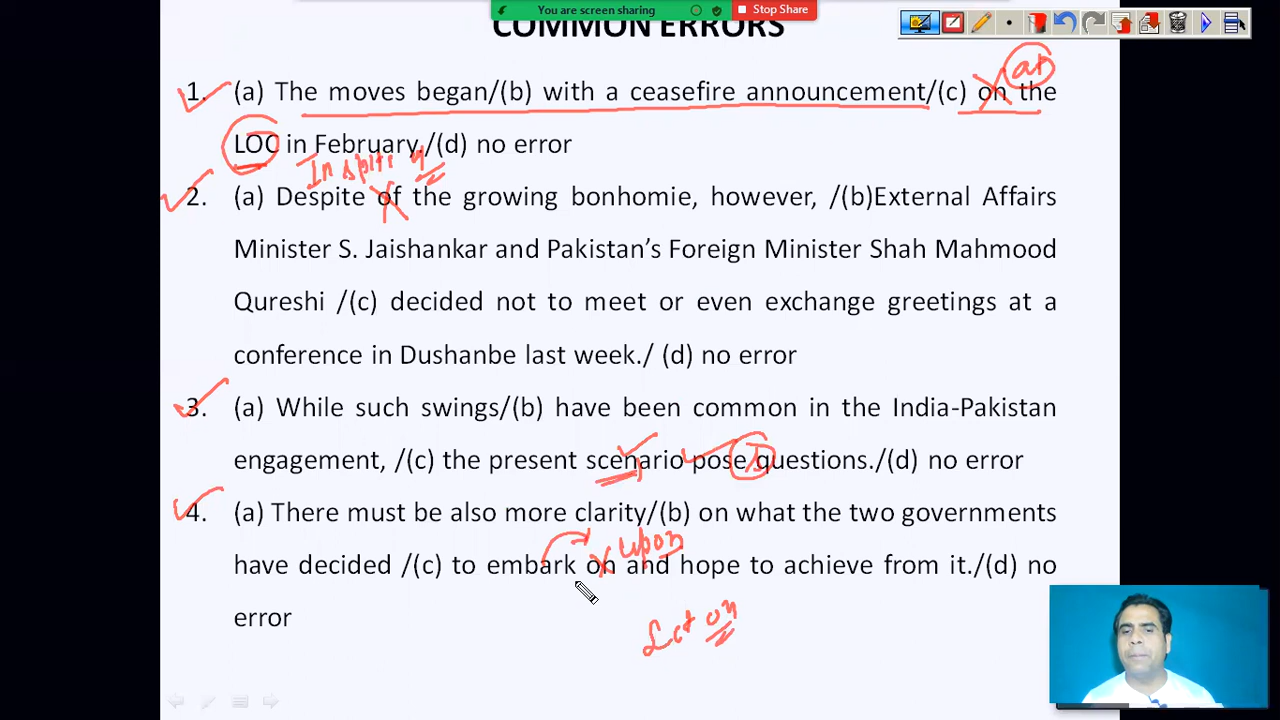 You are screen sharing Stop Share
COMMON ERRORS
at
1. (a) The moves began/(b) with a ceasefire announcement/(c) on the
LOC in February./(d) no error
In spite of
2. (a) Despite of the growing bonhomie, however, /(b)External Affairs
Minister S. Jaishankar and Pakistan's Foreign Minister Shah Mahmood
Qureshi /(c) decided not to meet or even exchange greetings at a
conference in Dushanbe last week./ (d) no error
3. (a) While such swings/(b) have been common in the India-Pakistan
engagement, /(c) the present scenario pose s questions./(d) no error
4. (a) There must be also more clarity/(b) on what the two governments
upon
have decided /(c) to embark on and hope to achieve from it./(d) no
error
on